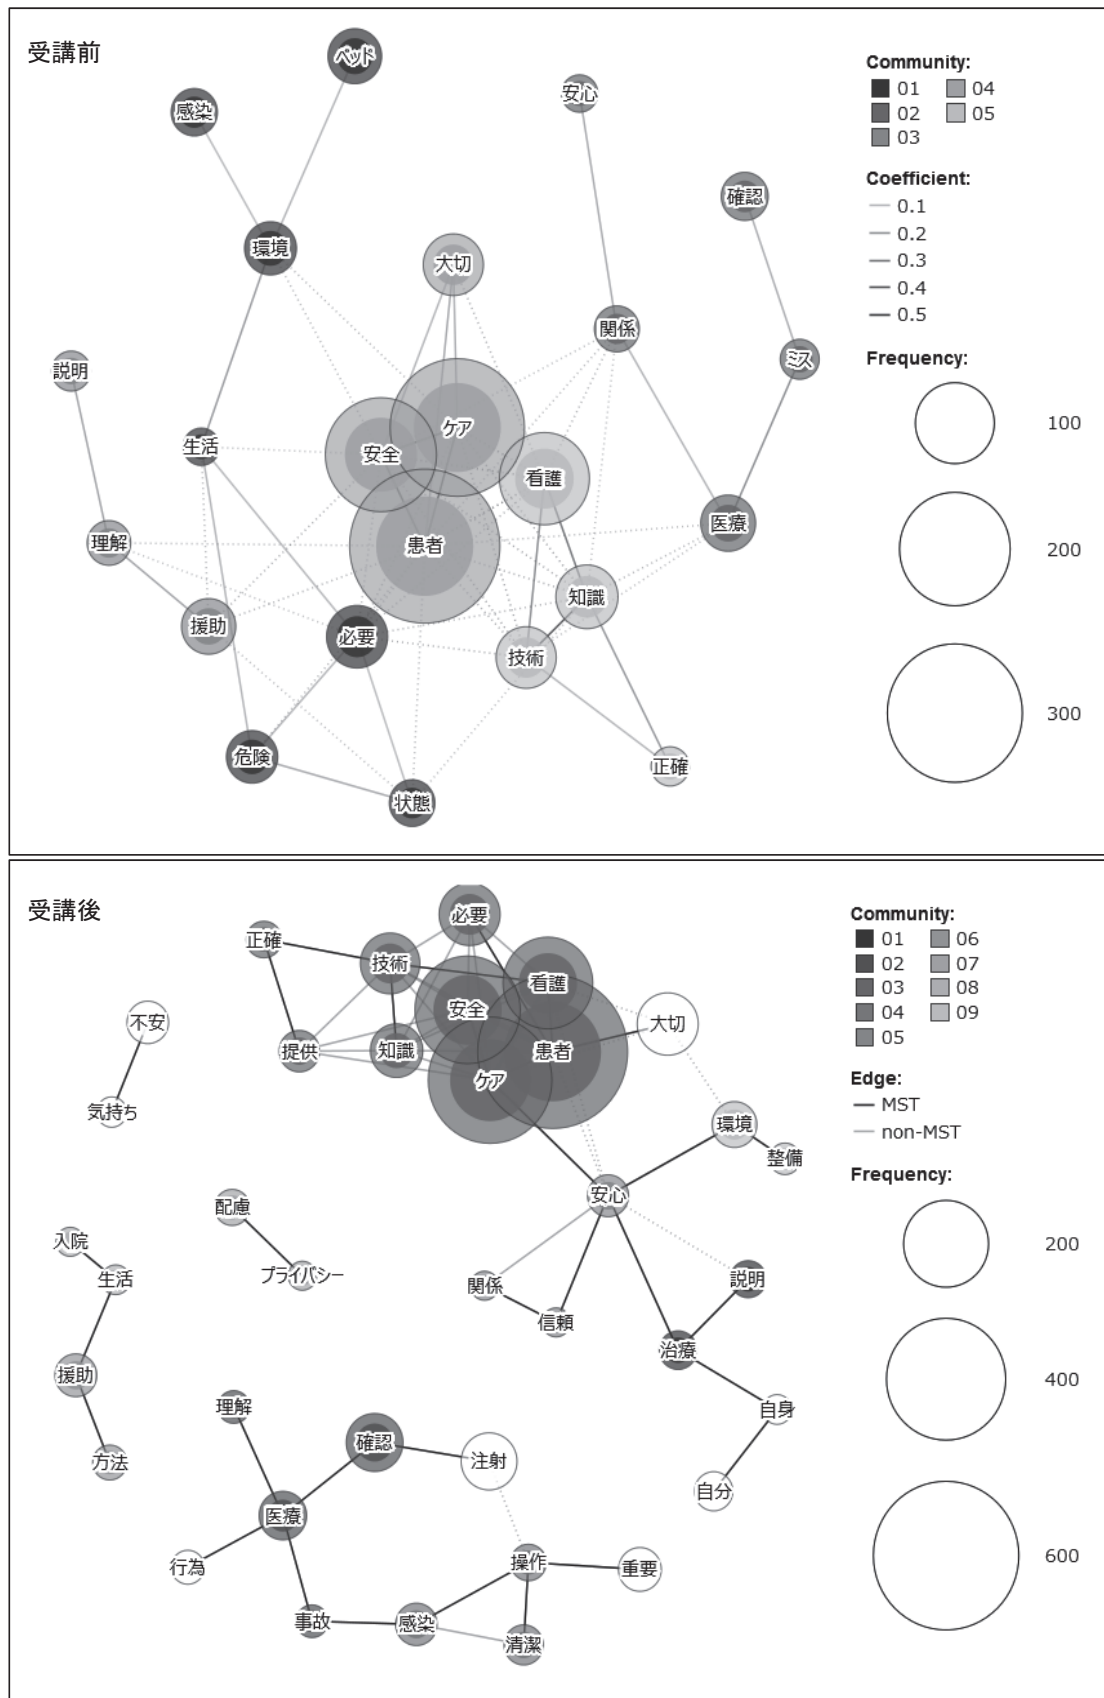 受講前
ベッド
感染
安心
確認
環境
大切
関係
ミス
説明
ケア
生活
安全
看護
医療
理解
患者
知識
援助
必要
技術
危険
正確
状態
Community:
01 04
02 05
03
Coefficient:
0.1
0.2
0.3
0.4
0.5
Frequency:
100
200
300
受講後
必要
正確
技術
看護
安全
不安
大切
提供
知識
患者
ケア
気持ち
環境
整備
安心
配慮
入院
プライバシー
生活
関係
説明
信頼
治療
援助
理解
自身
確認
方法
注射
自分
医療
行為
操作
重要
事故
感染
清潔
Community:
01 06
02 07
03 08
04 09
05
Edge:
MST
non-MST
Frequency:
200
400
600